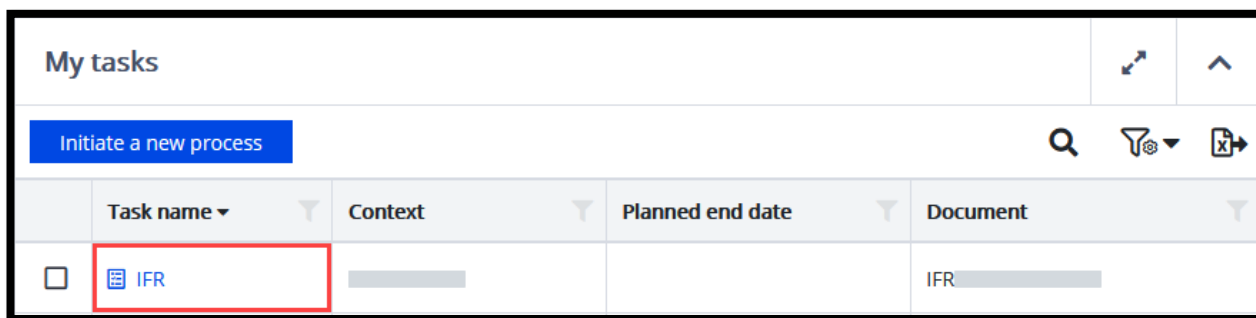 My tasks
Initiate a new process
Task name Context Planned end date Document
IFR IFR